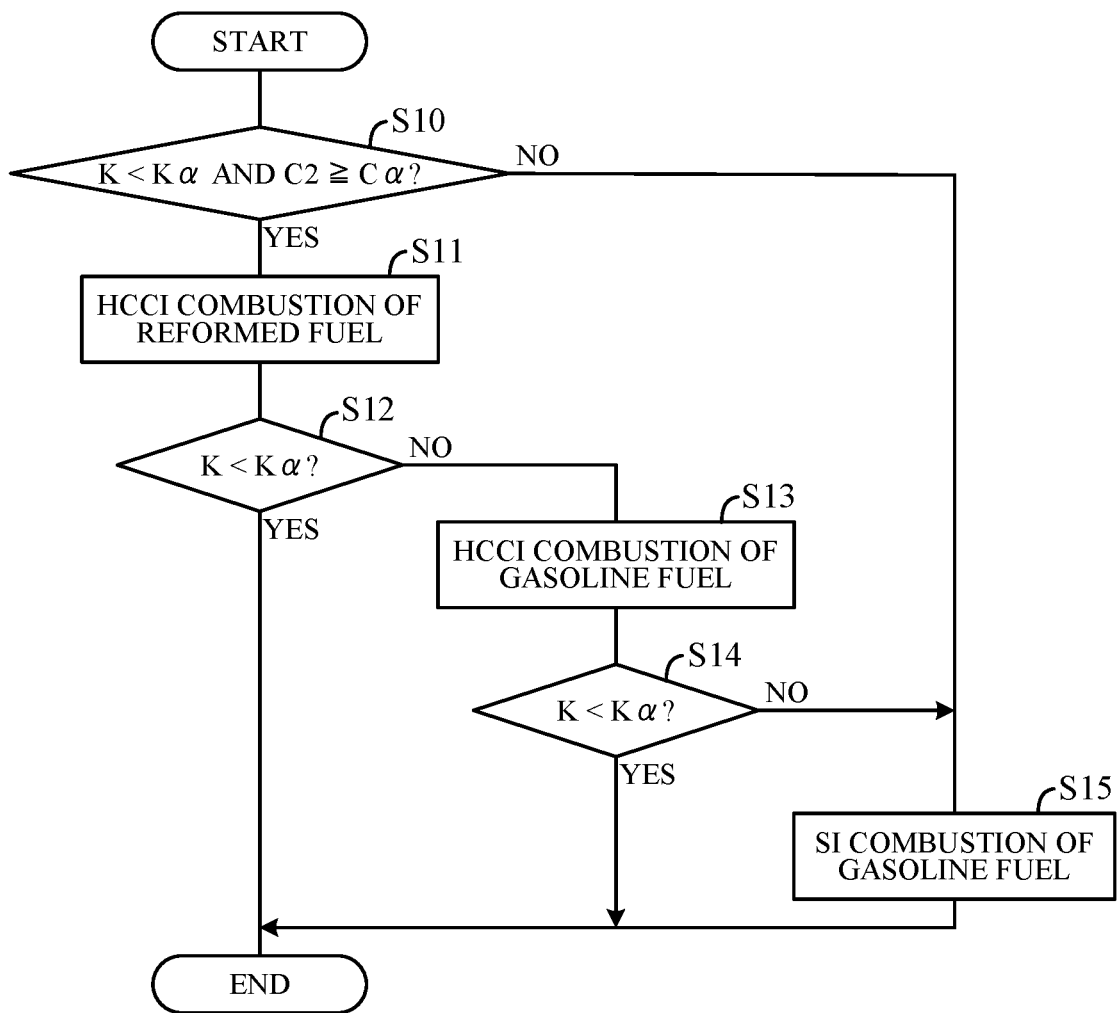 START
S10
K < Kα AND C2 ≧ Cα?
NO
YES
S11
HCCI COMBUSTION OF
REFORMED FUEL
S12
K < Kα?
NO
YES
S13
HCCI COMBUSTION OF
GASOLINE FUEL
S14
K < Kα?
NO
YES
S15
SI COMBUSTION OF
GASOLINE FUEL
END